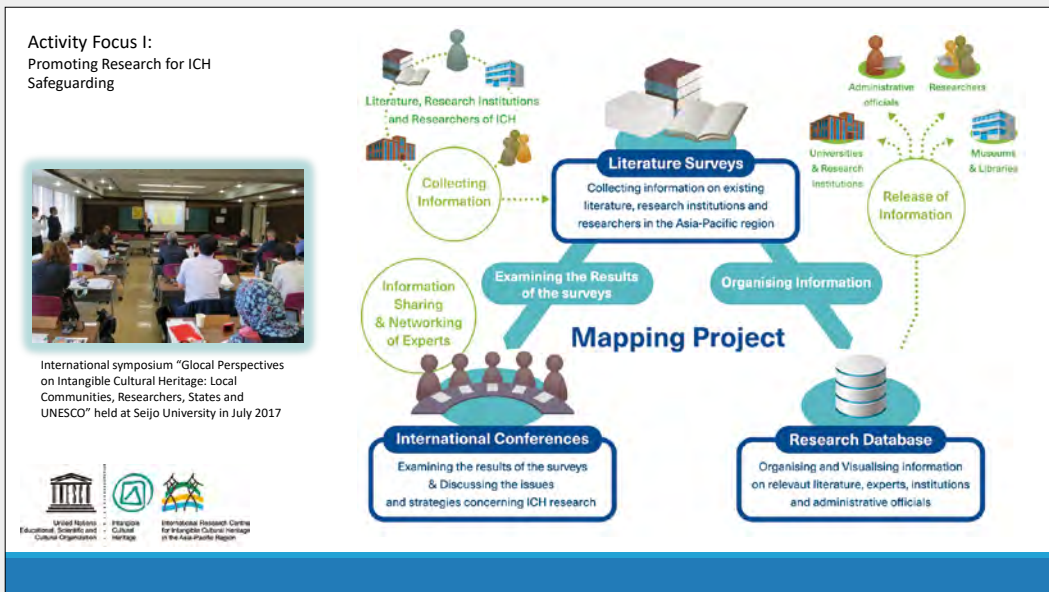 Activity Focus I:
Promoting Research for ICH
Safeguarding
International symposium “Glocal Perspectives
on Intangible Cultural Heritage: Local
Communities, Researchers, States and
UNESCO” held at Seijo University in July 2017
United Nations
Educational, Scientific and
Cultural Organization
Intangible
Cultural
Heritage
International Research Centre
for Intangible Cultural Heritage
in the Asia-Pacific Region
Literature, Research Institutions
and Researchers of ICH
Collecting
Information
Literature Surveys
Collecting information on existing
literature, research institutions and
researchers in the Asia-Pacific region
Administrative
officials
Researchers
Universities
& Research
Institutions
Museums
& Libraries
Release of
Information
Examining the Results
of the surveys
Organising Information
Information
Sharing
& Networking
of Experts
Mapping Project
International Conferences
Examining the results of the surveys
& Discussing the issues
and strategies concerning ICH research
Research Database
Organising and Visualising information
on relevaut literature, experts, institutions
and administrative officials